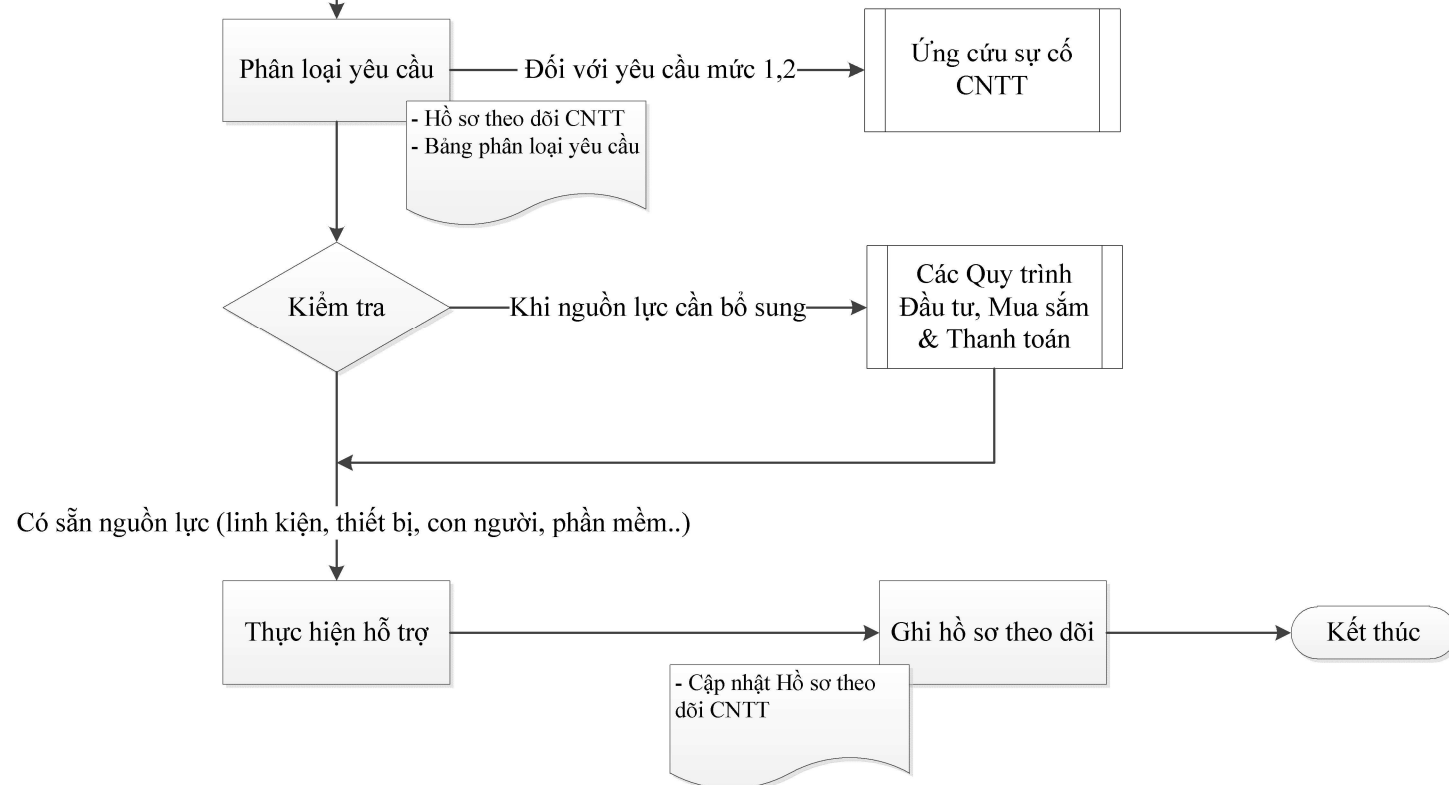 Phân loại yêu cầu
Đối với yêu cầu mức 1,2
Ứng cứu sự cố
CNTT
- Hồ sơ theo dõi CNTT
- Bảng phân loại yêu cầu
Kiểm tra
Khi nguồn lực cần bổ sung
Các Quy trình
Đầu tư, Mua sắm
& Thanh toán
Có sẵn nguồn lực (linh kiện, thiết bị, con người, phần mềm..)
Thực hiện hỗ trợ
Ghi hồ sơ theo dõi
Kết thúc
- Cập nhật Hồ sơ theo
dõi CNTT